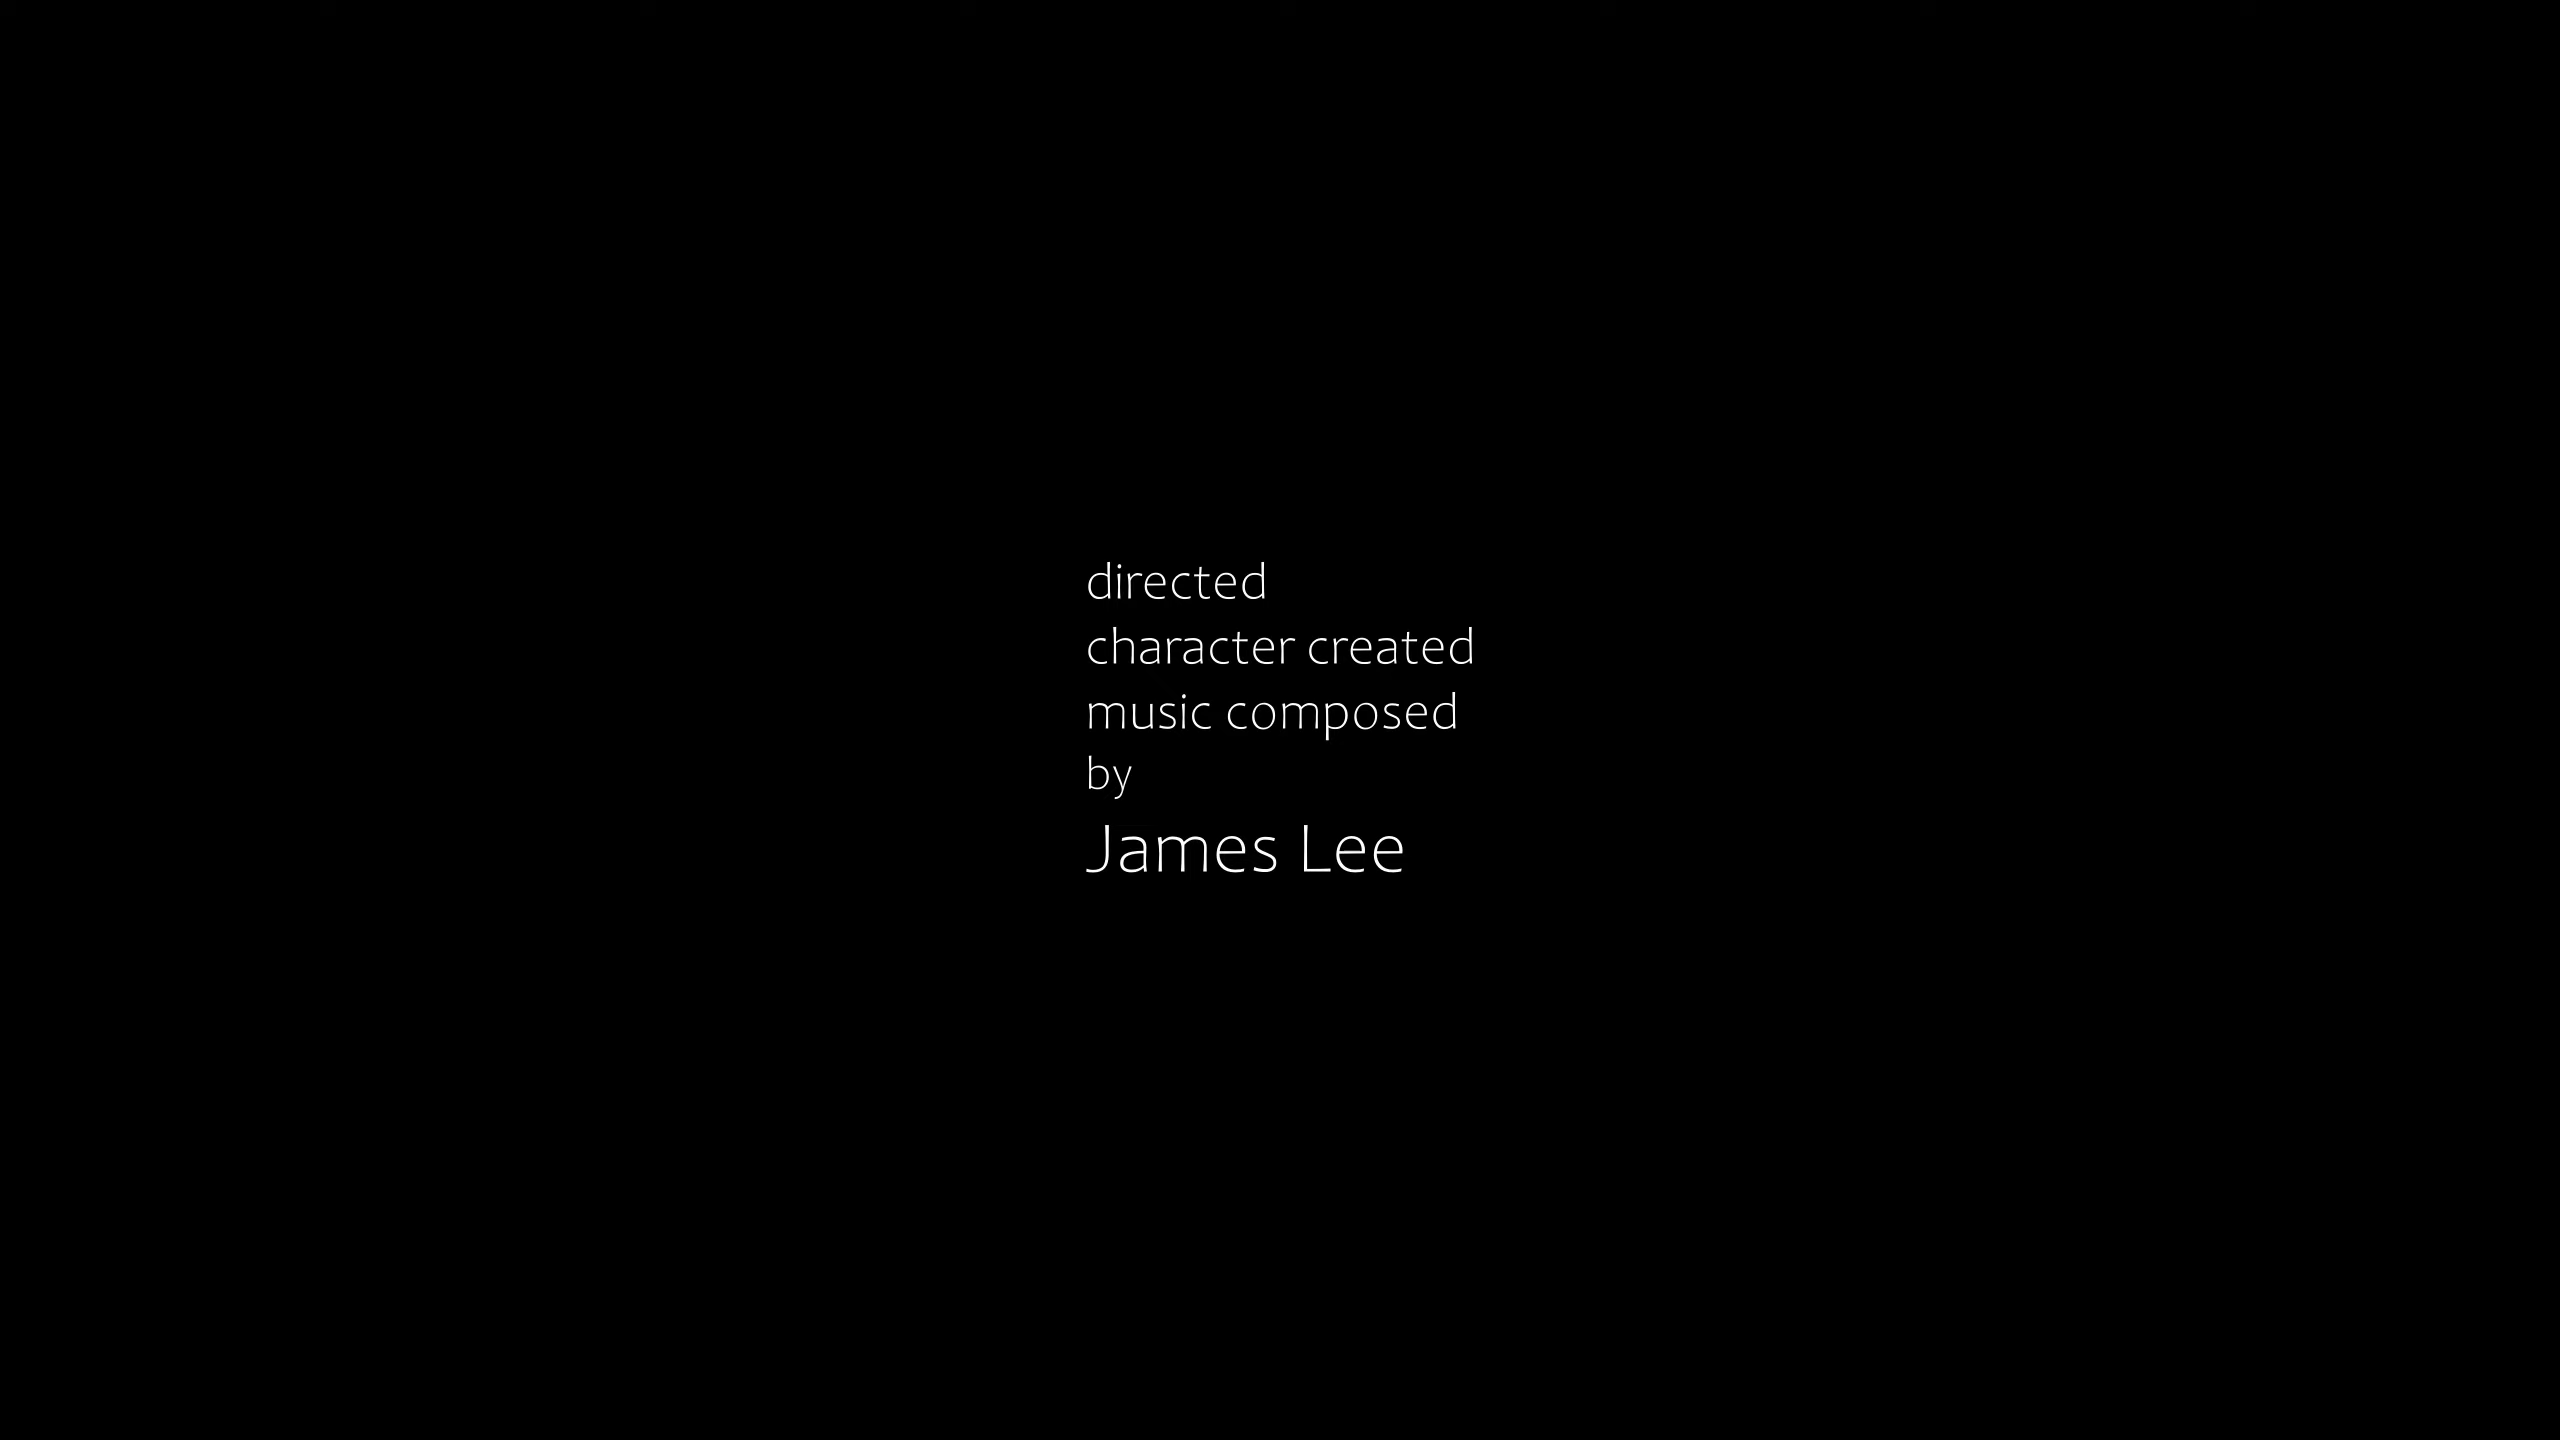 directed
character created
music composed
by
James Lee